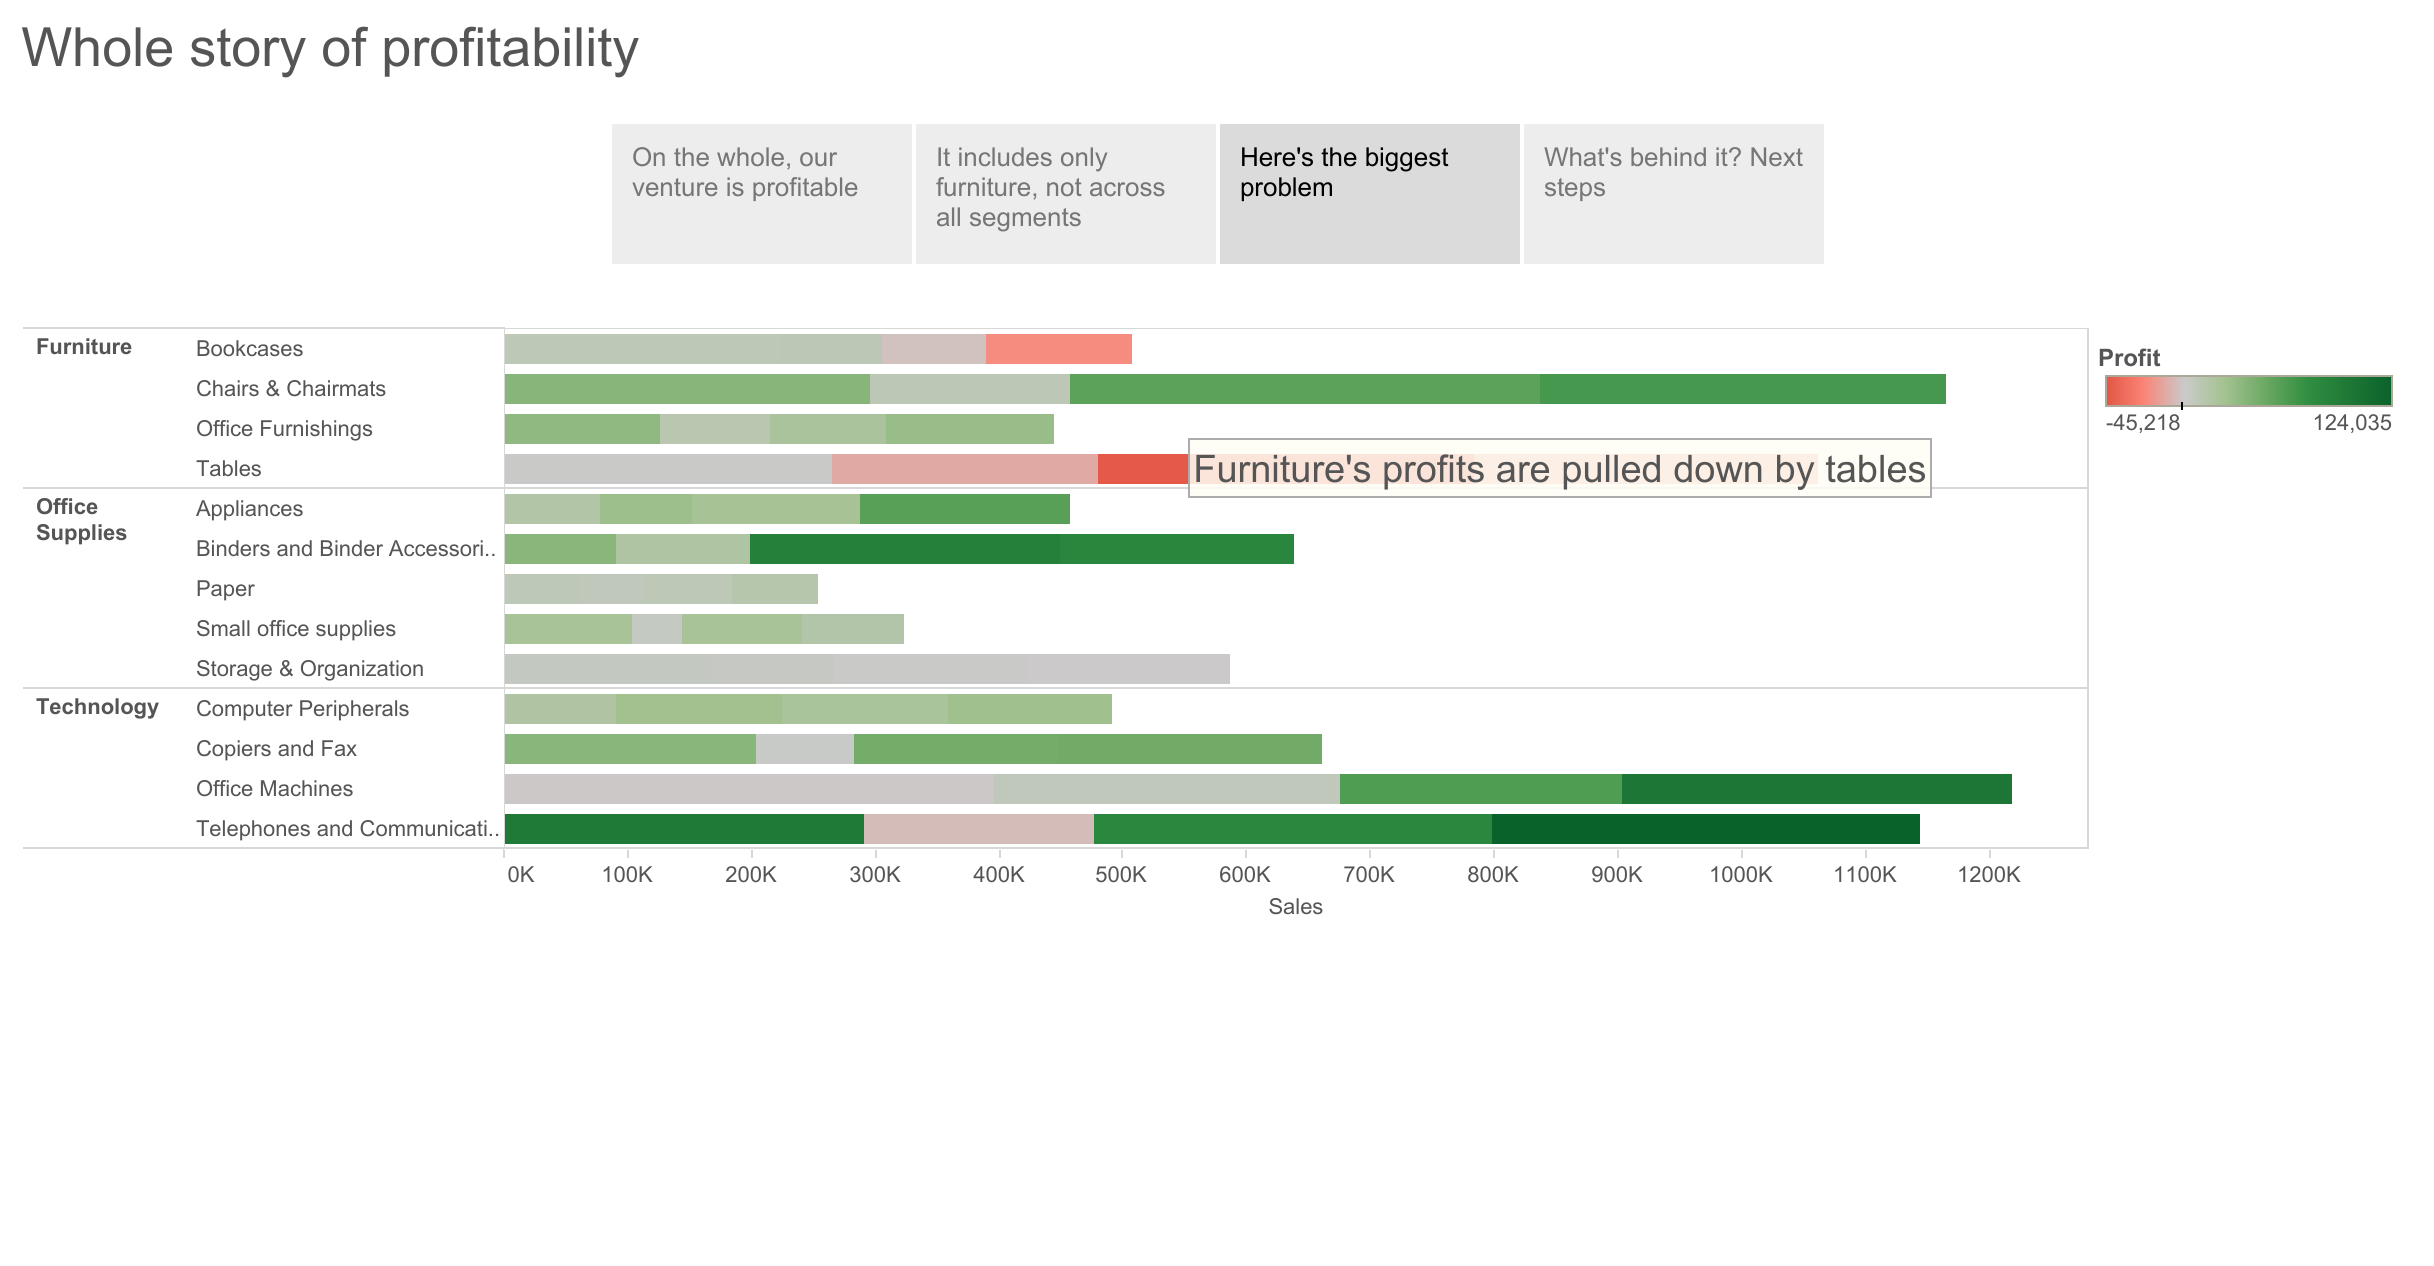 Whole story of profitability
On the whole, our
venture is profitable
It includes only
furniture, not across
all segments
Here's the biggest
problem
What's behind it? Next
steps
Furniture
Bookcases
Chairs & Chairmats
Office Furnishings
Tables
Furniture's profits are pulled down by tables
Office
Supplies
Appliances
Binders and Binder Accessori..
Paper
Small office supplies
Storage & Organization
Technology
Computer Peripherals
Copiers and Fax
Office Machines
Telephones and Communicati..
0K 100K 200K 300K 400K 500K 600K 700K 800K 900K 1000K 1100K 1200K
Sales
Profit
-45,218 124,035